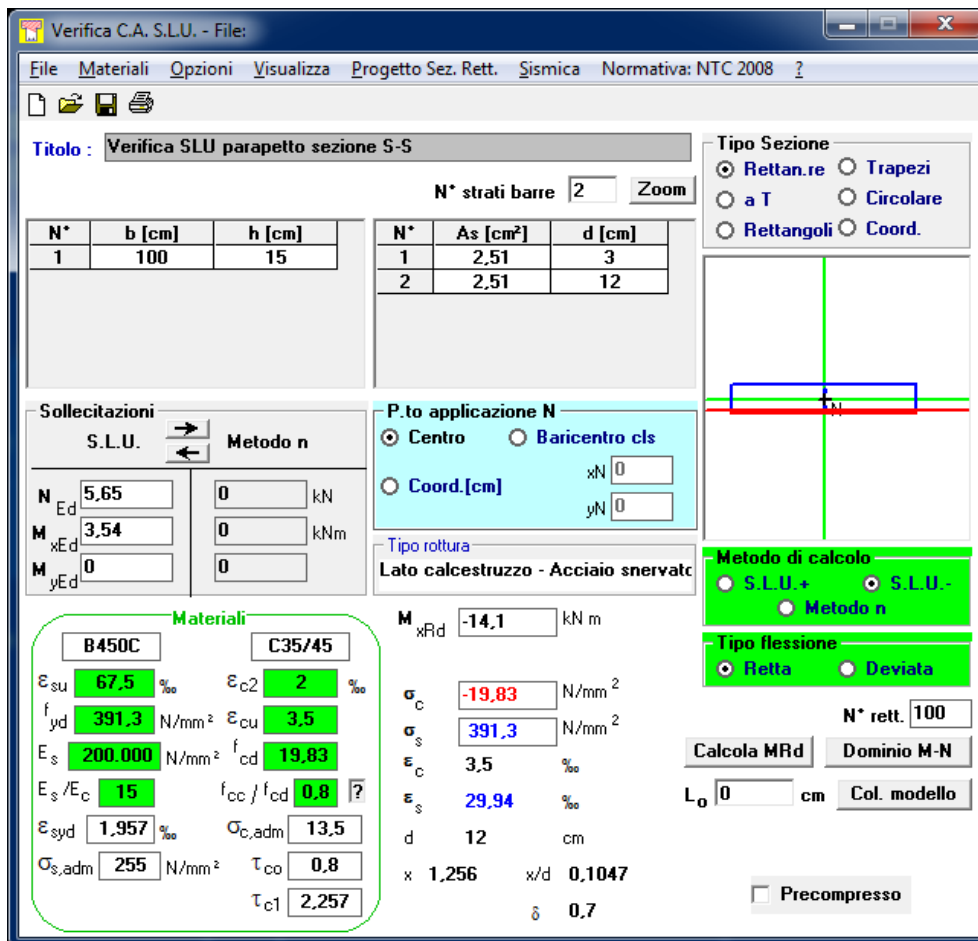 Verifica C.A. S.L.U. - File:
File Materiali Opzioni Visualizza Progetto Sez. Rett. Sismica Normativa: NTC 2008 ?
Titolo : Verifica SLU parapetto sezione S-S
N° strati barre 2 Zoom
Tipo Sezione
Rettan.re Trapezi
a T Circolare
Rettangoli Coord.
N° b [cm] h [cm]
1 100 15
N° As [cm²] d [cm]
1 2,51 3
2 2,51 12
N
Sollecitazioni
S.L.U. Metodo n
N Ed 5,65 0 kN
M xEd 3,54 0 kNm
M yEd 0 0
P.to applicazione N
Centro Baricentro cls
Coord.[cm]
xN 0
yN 0
Tipo rottura
Lato calcestruzzo - Acciaio snervato
Metodo di calcolo
S.L.U.+ S.L.U.-
Metodo n
Tipo flessione
Retta Deviata
Materiali
B450C C35/45
εsu 67,5 ‰ εc2 2 ‰
fyd 391,3 N/mm² εcu 3,5
Es 200.000 N/mm² fcd 19,83
Es/Ec 15 fcc / fcd 0,8 ?
εsyd 1,957 ‰ σc,adm 13,5
σs,adm 255 N/mm² τco 0,8
τc1 2,257
M xRd -14,1 kN m
σc -19,83 N/mm²
σs 391,3 N/mm²
εc 3,5 ‰
εs 29,94 ‰
d 12 cm
x 1,256 x/d 0,1047
δ 0,7
N° rett. 100
Calcola MRd Dominio M-N
Lo 0 cm Col. modello
Precompresso